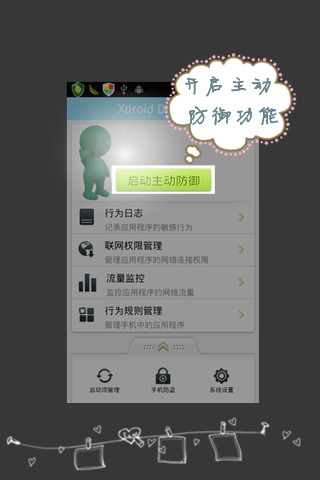 开启主动
防御功能
Xdroid D
启动主动防御
行为日志
记录应用程序的敏感行为
联网权限管理
管理应用程序的网络连接权限
流量监控
监控应用程序的网络流量
行为规则管理
管理手机中的应用程序
启动项管理
手机防盗
系统设置